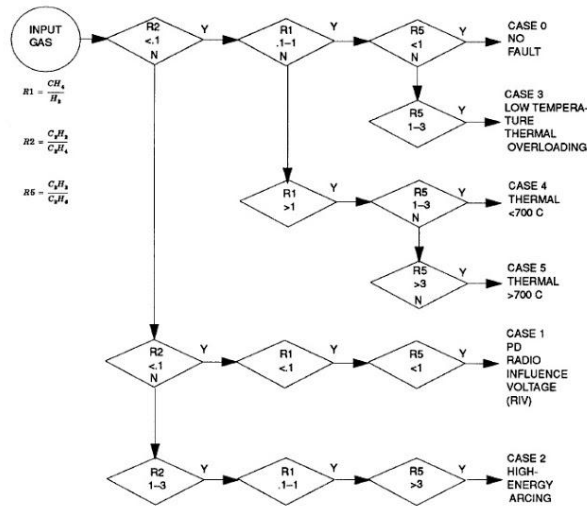 INPUT
GAS
R2
<.1
Y
N
R1
.1–1
Y
N
R5
<1
Y
N
CASE 0
NO
FAULT
R1 = CH4/H2
R2 = C2H2/C2H4
R5 = C2H2/C2H4
R5
1–3
Y
CASE 3
LOW TEMPERA-
TURE
THERMAL
OVERLOADING
R1
>1
Y
R5
1–3
Y
N
CASE 4
THERMAL
<700 C
R5
>3
Y
N
CASE 5
THERMAL
>700 C
R2
<.1
Y
N
R1
<.1
Y
R5
<1
Y
CASE 1
PD
RADIO
INFLUENCE
VOLTAGE
(RIV)
R2
1–3
Y
R1
.1–1
Y
R5
>3
Y
CASE 2
HIGH-
ENERGY
ARCING